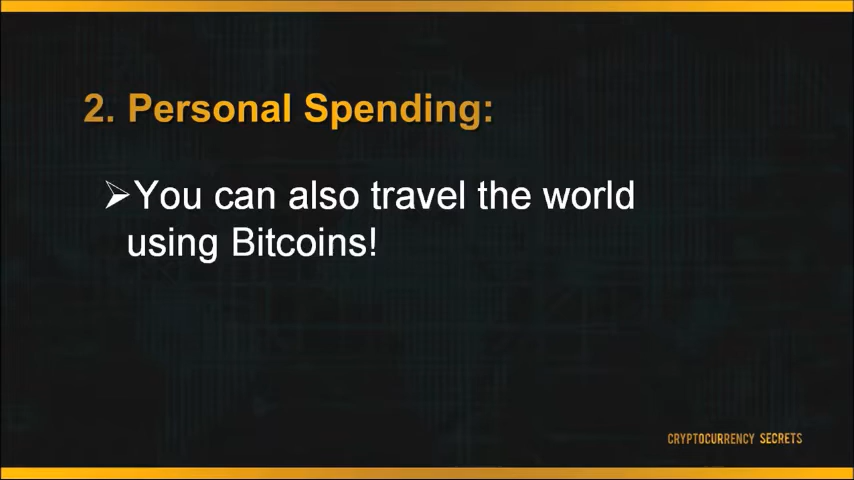 2. Personal Spending:
➢You can also travel the world
using Bitcoins!
CRYPTOCURRENCY SECRETS